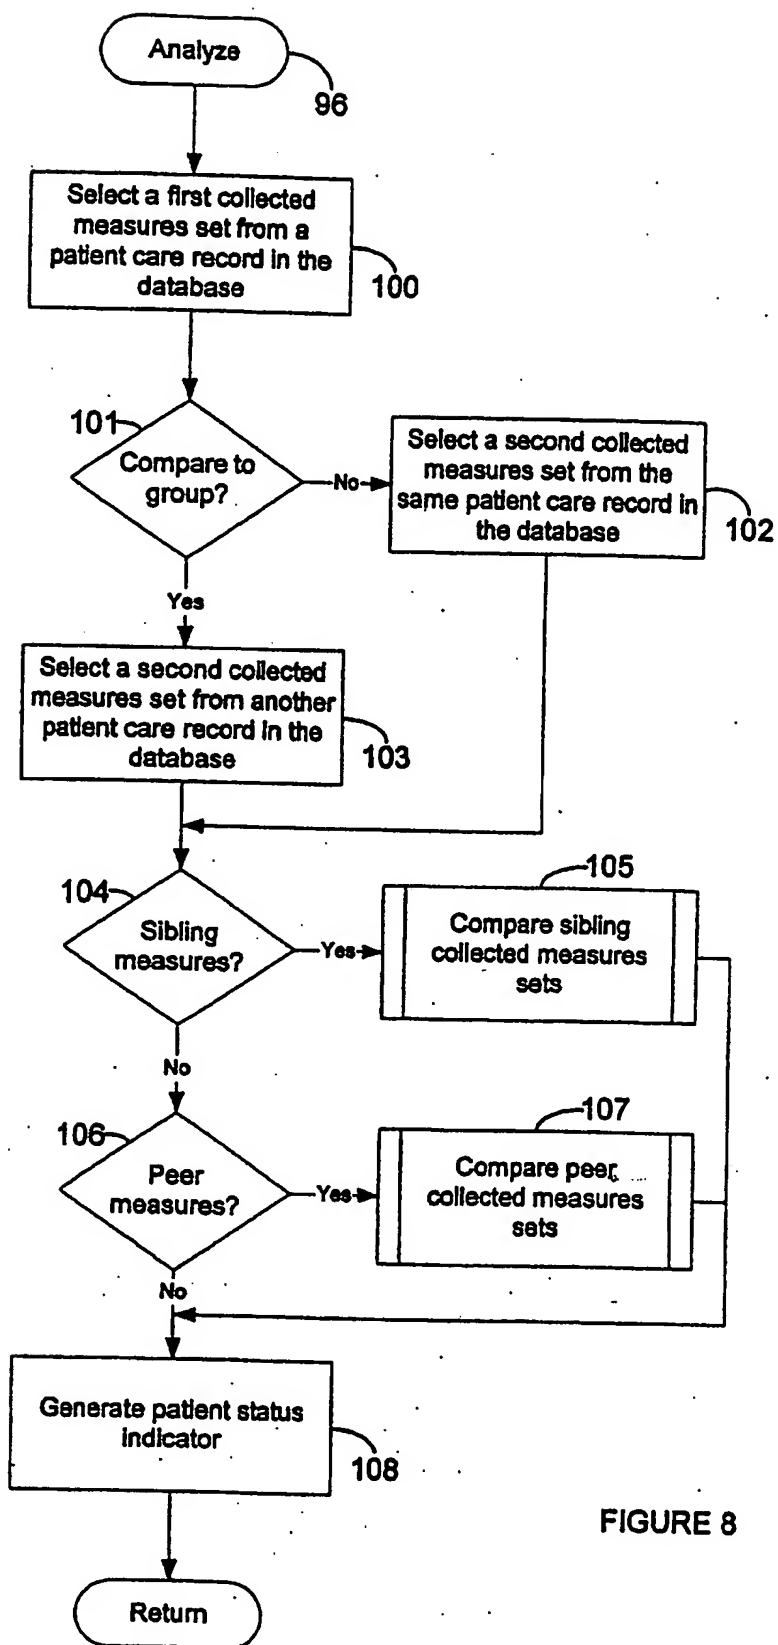 Analyze
96
Select a first collected
measures set from a
patient care record in the
database
100
101
Compare to
group?
No
Select a second collected
measures set from the
same patient care record in
the database
102
Yes
Select a second collected
measures set from another
patient care record in the
database
103
104
Sibling
measures?
Yes
105
Compare sibling
collected measures
sets
No
106
Peer
measures?
Yes
107
Compare peer
collected measures
sets
No
Generate patient status
indicator
108
FIGURE 8
Return